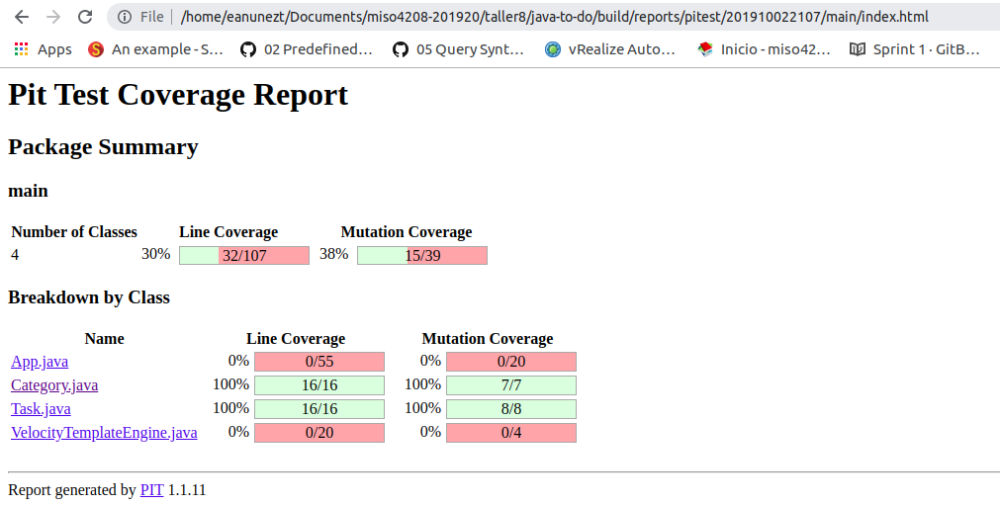 File /home/eanunezt/Documents/miso4208-201920/taller8/java-to-do/build/reports/pitest/201910022107/main/index.html
Apps An example - S... 02 Predefined... 05 Query Synt... vRealize Auto... Inicio - miso42... Sprint 1 · GitB...
Pit Test Coverage Report
Package Summary
main
Number of Classes Line Coverage Mutation Coverage
4 30% 32/107 38% 15/39
Breakdown by Class
Name Line Coverage Mutation Coverage
App.java 0% 0/55 0% 0/20
Category.java 100% 16/16 100% 7/7
Task.java 100% 16/16 100% 8/8
VelocityTemplateEngine.java 0% 0/20 0% 0/4
Report generated by PIT 1.1.11